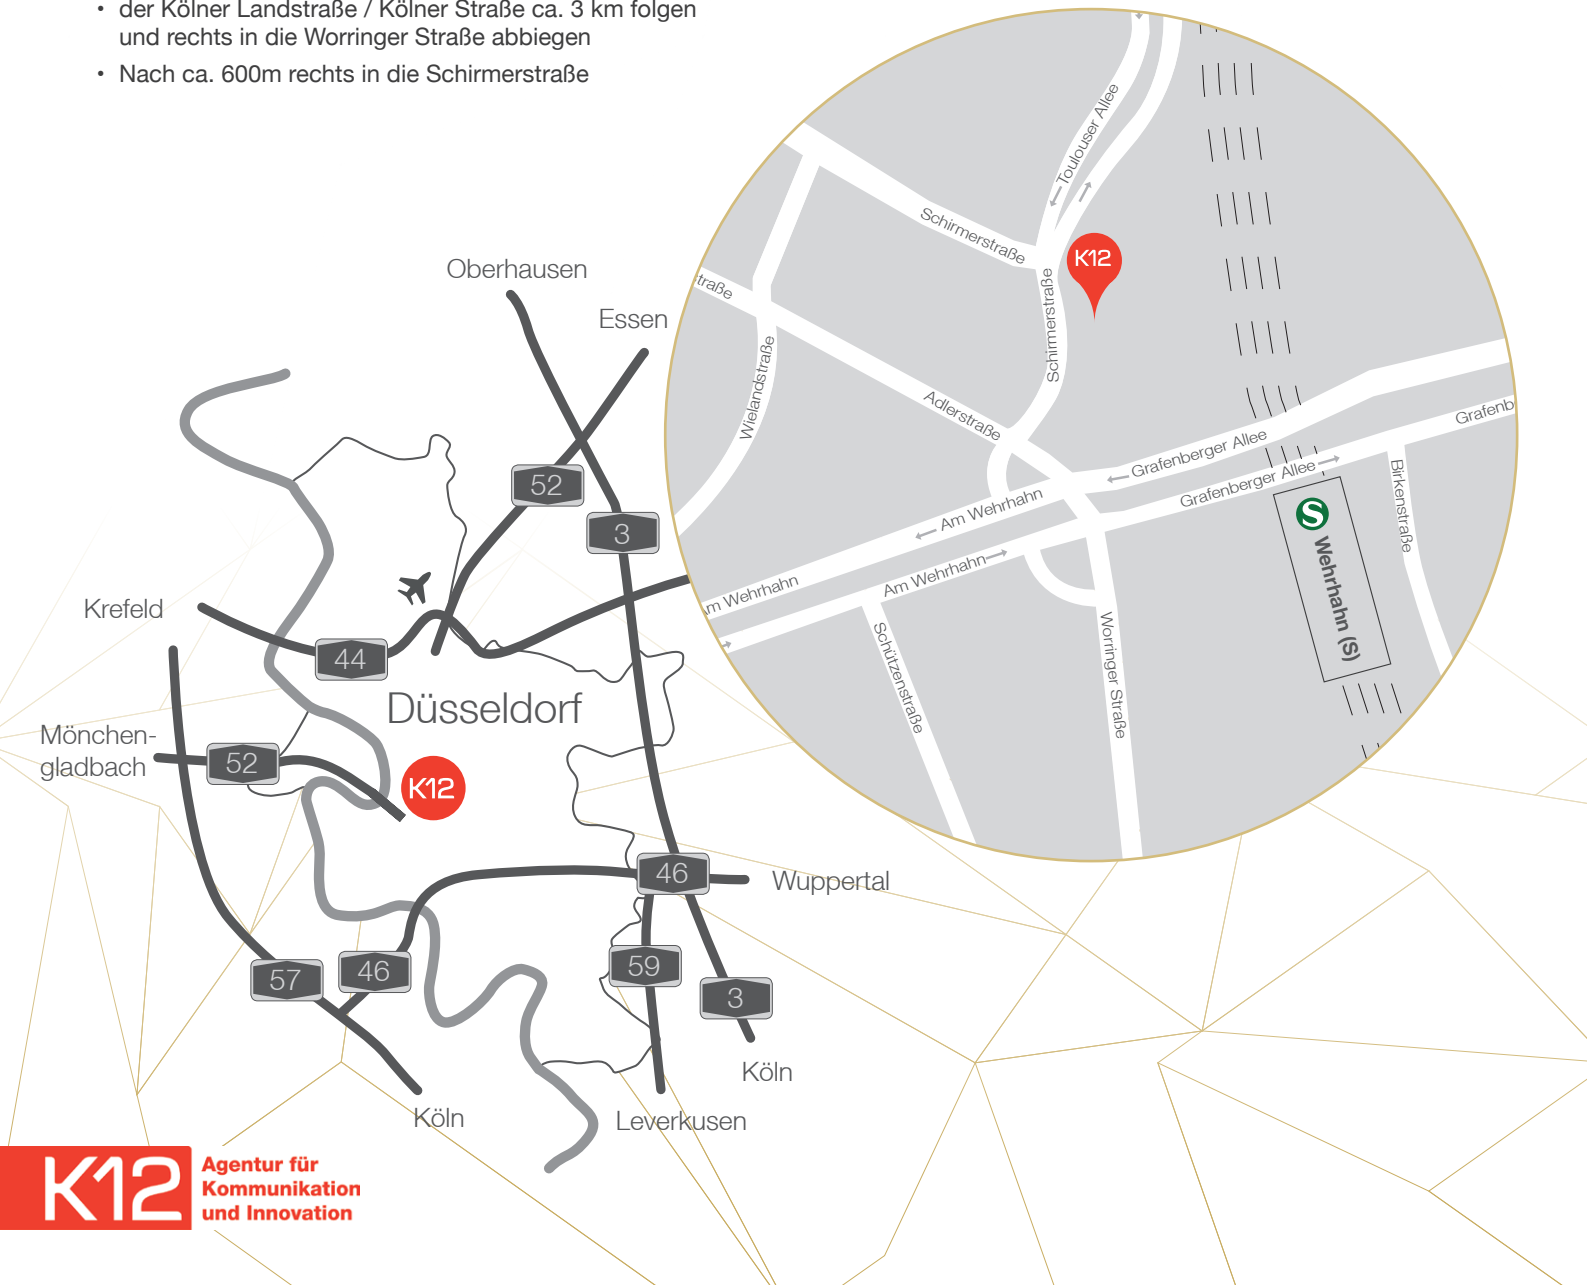 • der Kölner Landstraße / Kölner Straße ca. 3 km folgen
und rechts in die Worringer Straße abbiegen
• Nach ca. 600m rechts in die Schirmerstraße
Toulouser Allee
Schirmerstraße
K12
Schirmerstraße
traße
Wielandstraße
Adlerstraße
Grafenberger Allee
Grafenb
Grafenberger Allee
Birkenstraße
Am Wehrhahn
S
Wehrhahn (S)
Am Wehrhahn
m Wehrhahn
Schützenstraße
Worringer Straße
Oberhausen
Essen
52
3
Krefeld
44
Düsseldorf
Mönchen-
gladbach
52
K12
46
Wuppertal
57
46
59
3
Köln
Köln
Leverkusen
K12
Agentur für
Kommunikation
und Innovation